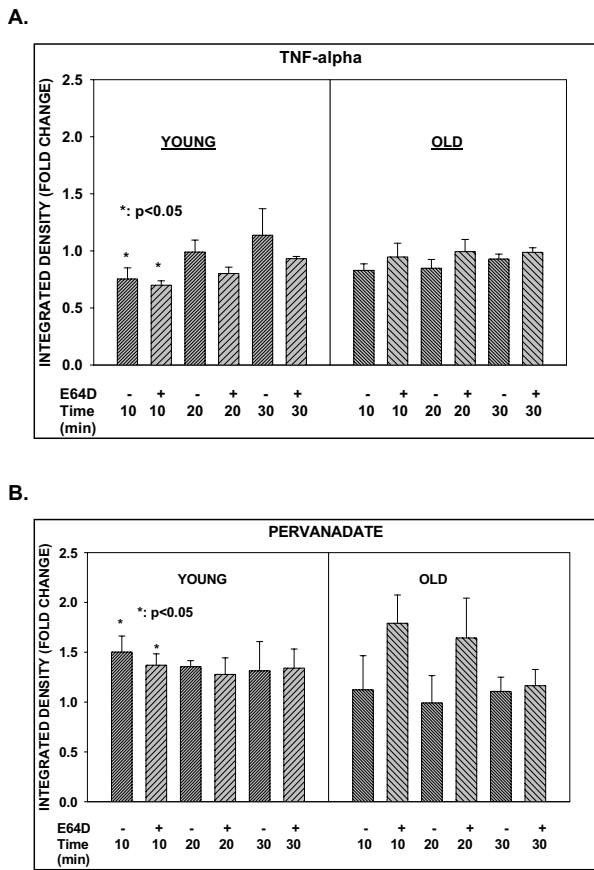 A.
TNF-alpha
INTEGRATED DENSITY (FOLD CHANGE)
2.5
2.0
1.5
1.0
0.5
0.0
YOUNG
OLD
*: p<0.05
* *
E64D - + - + - + - + - + - +
Time 10 10 20 20 30 30 10 10 20 20 30 30
(min)
B.
PERVANADATE
INTEGRATED DENSITY (FOLD CHANGE)
2.5
2.0
1.5
1.0
0.5
0.0
YOUNG OLD
*: p<0.05
*
*
E64D - + - + - + - + - + - +
Time 10 10 20 20 30 30 10 10 20 20 30 30
(min)